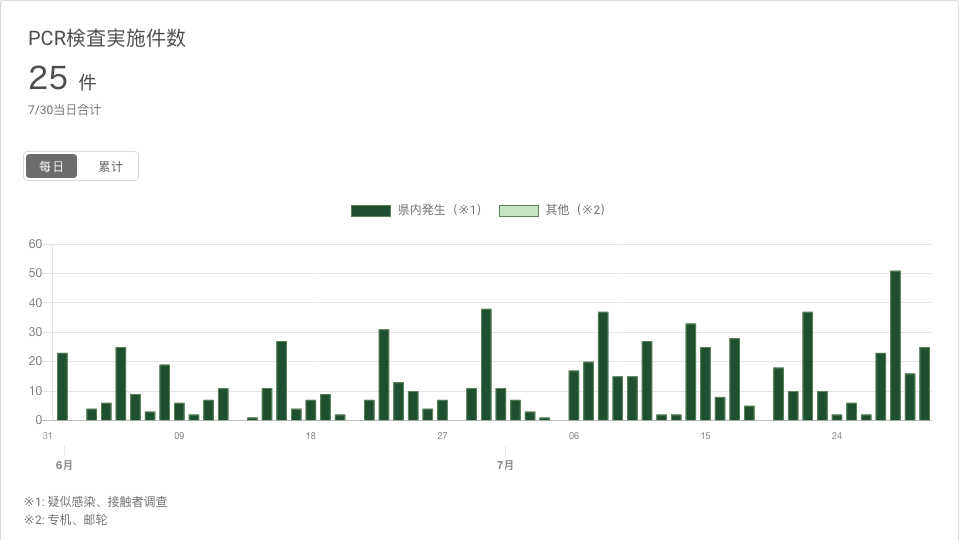 PCR検査実施件数
25 件
7/30当日合计
每日 累计
県内発生（※1） 其他（※2）
60
50
40
30
20
10
0
31 09 18 27 06 15 24
6月 7月
※1: 疑似感染、接触者调查
※2: 专机、邮轮